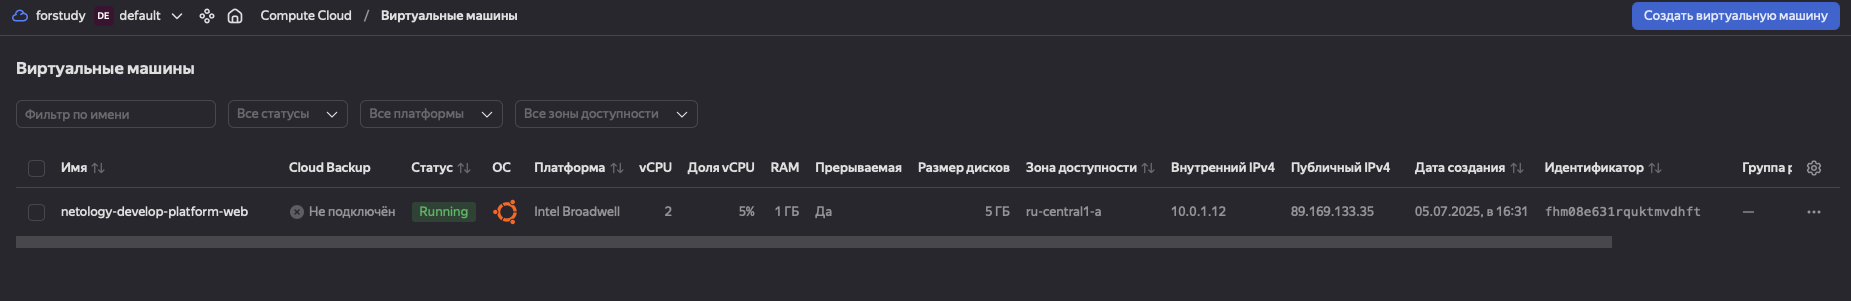 forstudy DE default Compute Cloud / Виртуальные машины Создать виртуальную машину
Виртуальные машины
Фильтр по имени Все статусы Все платформы Все зоны доступности
Имя Cloud Backup Статус ОС Платформа vCPU Доля vCPU RAM Прерываемая Размер дисков Зона доступности Внутренний IPv4 Публичный IPv4 Дата создания Идентификатор Группа
netology-develop-platform-web Не подключён Running Intel Broadwell 2 5% 1 ГБ Да 5 ГБ ru-central1-a 10.0.1.12 89.169.133.35 05.07.2025, в 16:31 fhm08e631rquktmvdhft —